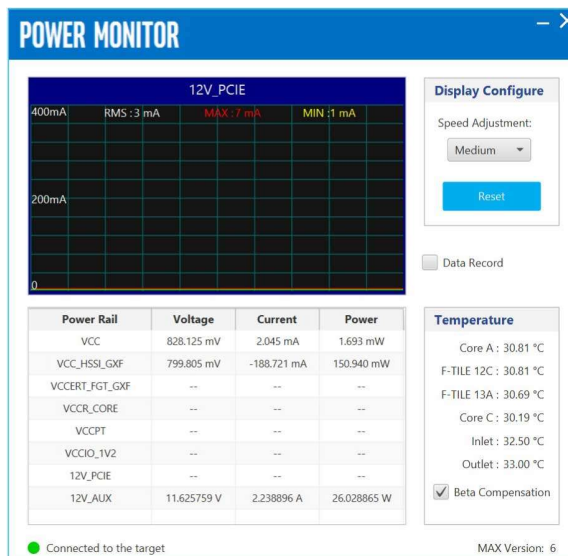 POWER MONITOR
12V_PCIE
400mA RMS :3 mA MAX :7 mA MIN :1 mA
200mA
0
Display Configure
Speed Adjustment:
Medium
Reset
Data Record
Power Rail Voltage Current Power
VCC 828.125 mV 2.045 mA 1.693 mW
VCC_HSSI_GXF 799.805 mV -188.721 mA 150.940 mW
VCCERT_FGT_GXF -- -- --
VCCR_CORE -- -- --
VCCPT -- -- --
VCCIO_1V2 -- -- --
12V_PCIE -- -- --
12V_AUX 11.625759 V 2.238896 A 26.028865 W
Temperature
Core A : 30.81 °C
F-TILE 12C : 30.81 °C
F-TILE 13A : 30.69 °C
Core C : 30.19 °C
Inlet : 32.50 °C
Outlet : 33.00 °C
Beta Compensation
Connected to the target
MAX Version: 6